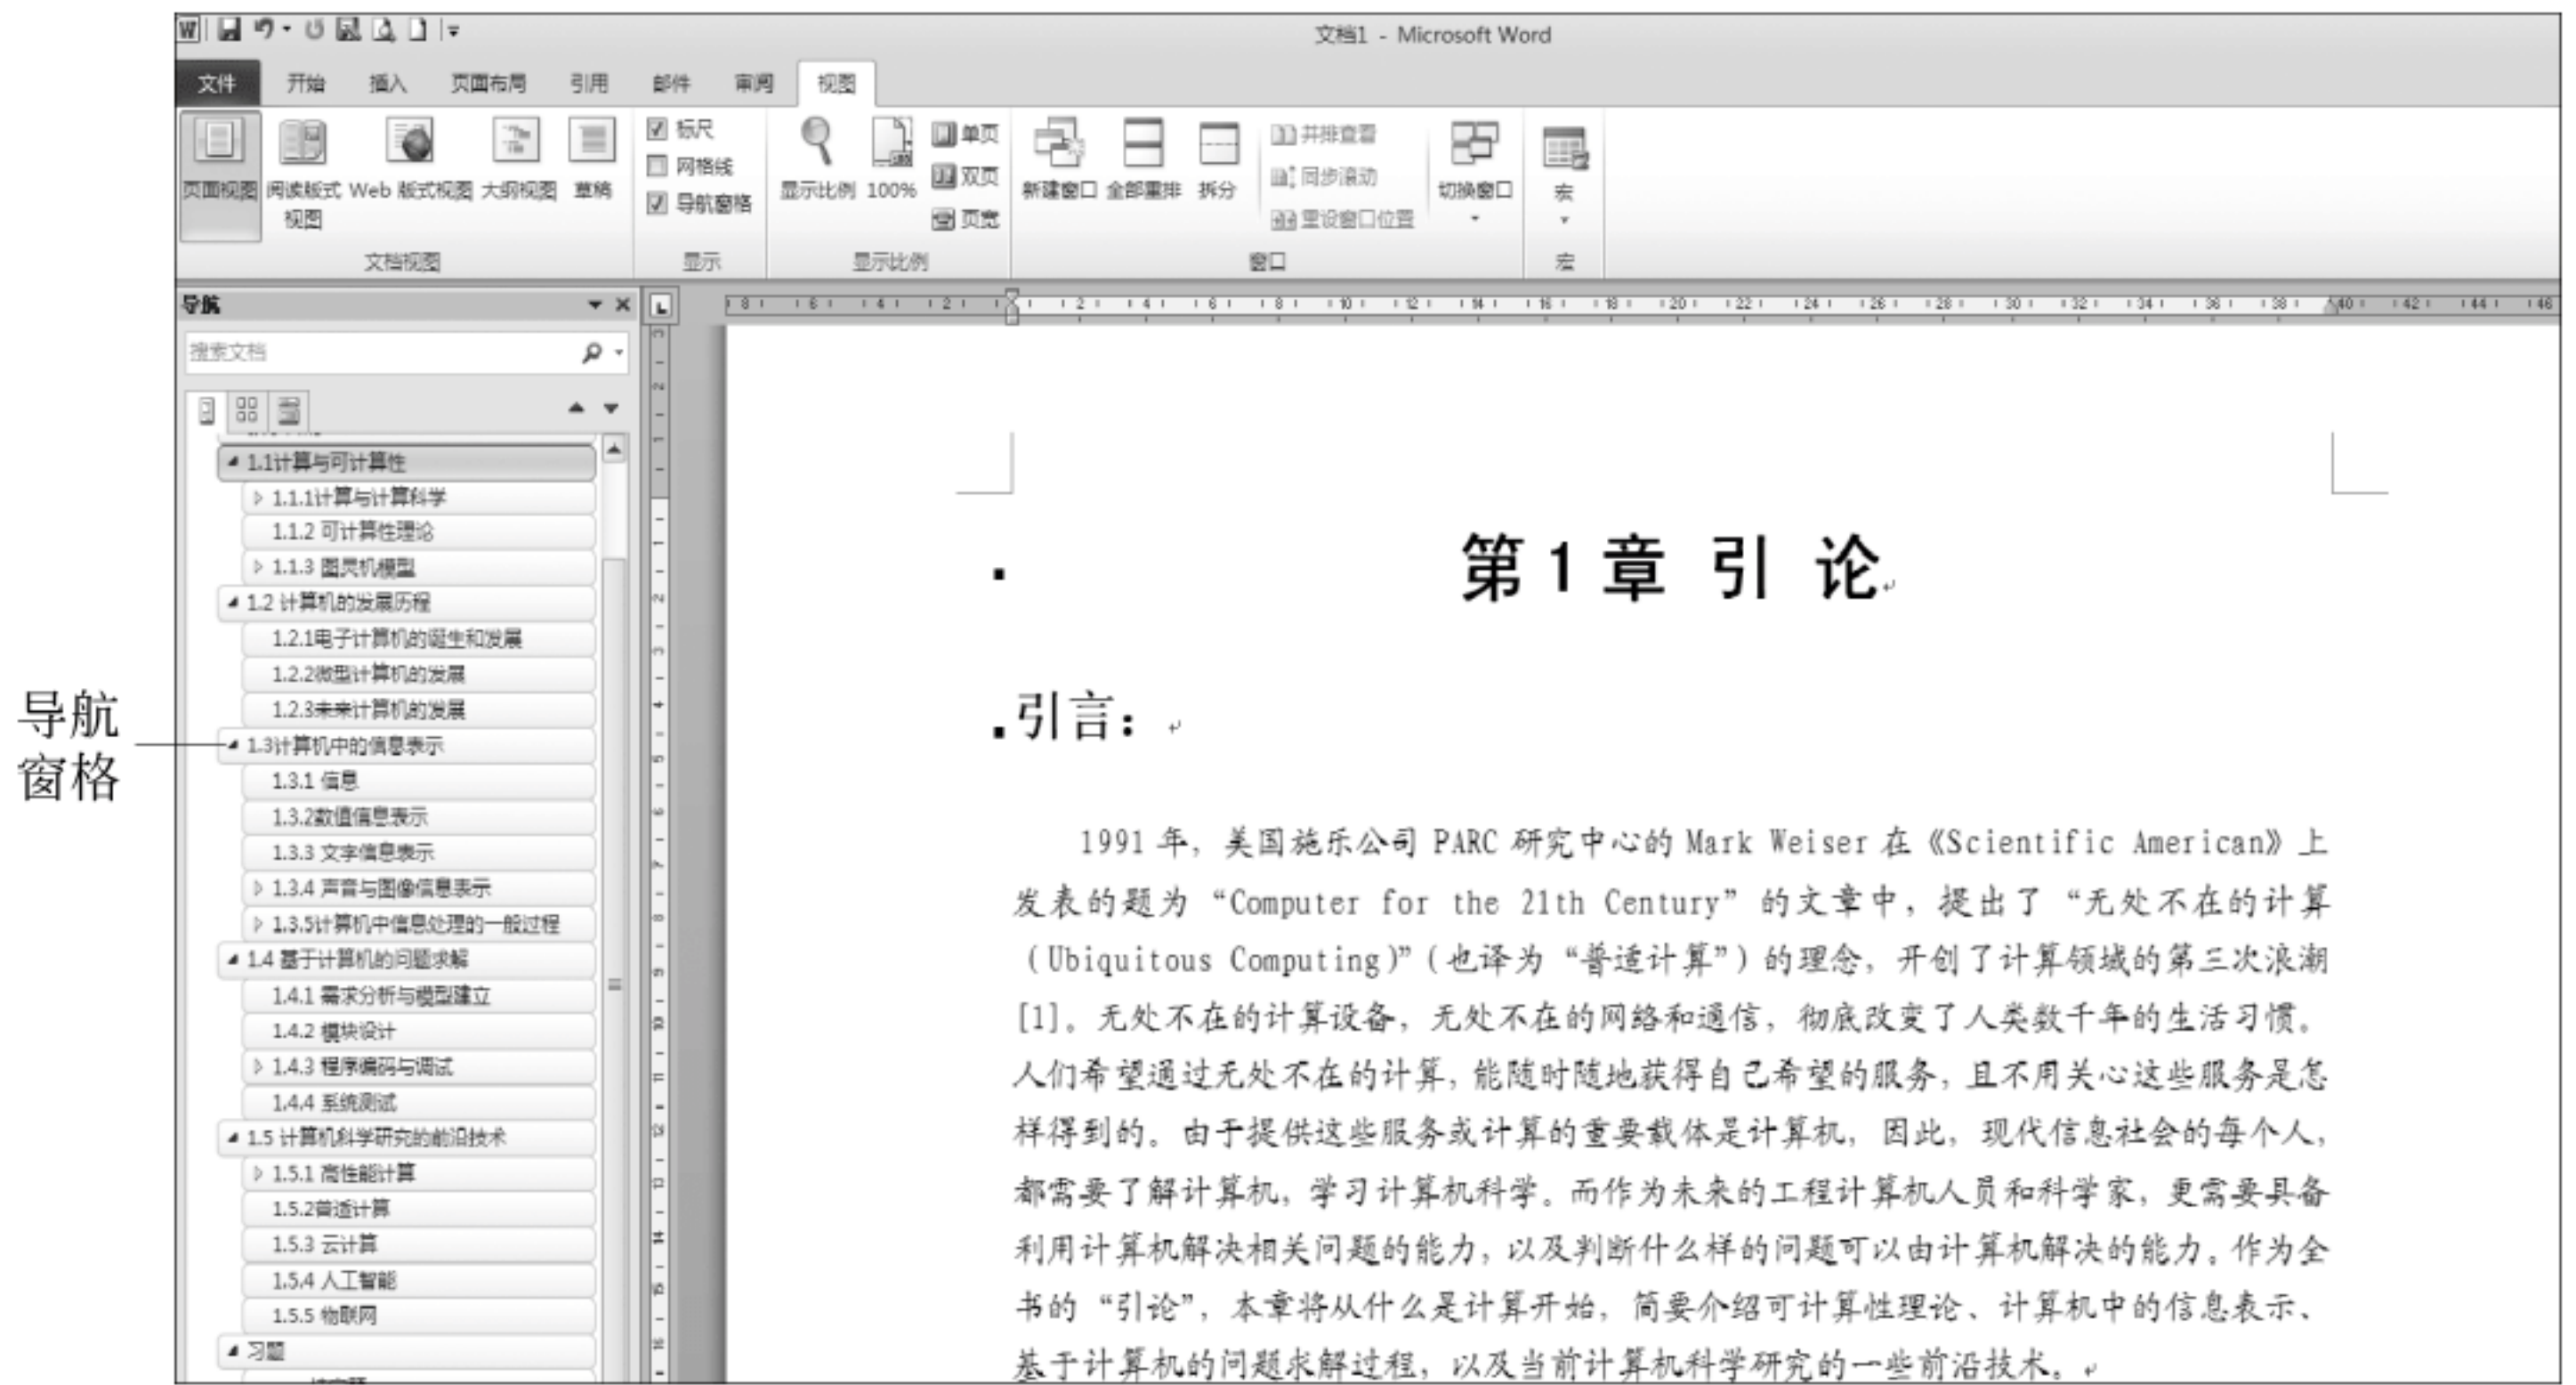 文档1 - Microsoft Word
文件 开始 插入 页面布局 引用 邮件 审阅 视图
页面视图 阅读版式视图 Web 版式视图 大纲视图 草稿
文档视图
标尺
网格线
导航窗格
显示
显示比例 100%
单页
双页
页宽
显示比例
新建窗口 全部重排 拆分
并排查看
同步滚动
重设窗口位置
切换窗口
窗口
宏
宏
导航
搜索文档
1.1计算与可计算性
1.1.1计算与计算科学
1.1.2 可计算性理论
1.1.3 图灵机模型
1.2 计算机的发展历程
1.2.1电子计算机的诞生和发展
1.2.2微型计算机的发展
1.2.3未来计算机的发展
1.3计算机中的信息表示
1.3.1 信息
1.3.2数值信息表示
1.3.3 文字信息表示
1.3.4 声音与图像信息表示
1.3.5计算机中信息处理的一般过程
1.4 基于计算机的问题求解
1.4.1 需求分析与模型建立
1.4.2 模块设计
1.4.3 程序编码与调试
1.4.4 系统测试
1.5 计算机科学研究的前沿技术
1.5.1 高性能计算
1.5.2普适计算
1.5.3 云计算
1.5.4 人工智能
1.5.5 物联网
习题
导航
窗格
8 6 4 2 2 4 6 8 10 12 14 16 18 20 22 24 26 28 30 32 34 36 38 40 42 44 46
第1章 引 论
引言：
1991 年，美国施乐公司 PARC 研究中心的 Mark Weiser 在《Scientific American》上
发表的题为“Computer for the 21th Century”的文章中，提出了“无处不在的计算
（Ubiquitous Computing)”(也译为“普适计算”）的理念，开创了计算领域的第三次浪潮
[1]。无处不在的计算设备，无处不在的网络和通信，彻底改变了人类数千年的生活习惯。
人们希望通过无处不在的计算，能随时随地获得自己希望的服务，且不用关心这些服务是怎
样得到的。由于提供这些服务或计算的重要载体是计算机，因此，现代信息社会的每个人，
都需要了解计算机，学习计算机科学。而作为未来的工程计算机人员和科学家，更需要具备
利用计算机解决相关问题的能力，以及判断什么样的问题可以由计算机解决的能力。作为全
书的“引论”，本章将从什么是计算开始，简要介绍可计算性理论、计算机中的信息表示、
基于计算机的问题求解过程，以及当前计算机科学研究的一些前沿技术。